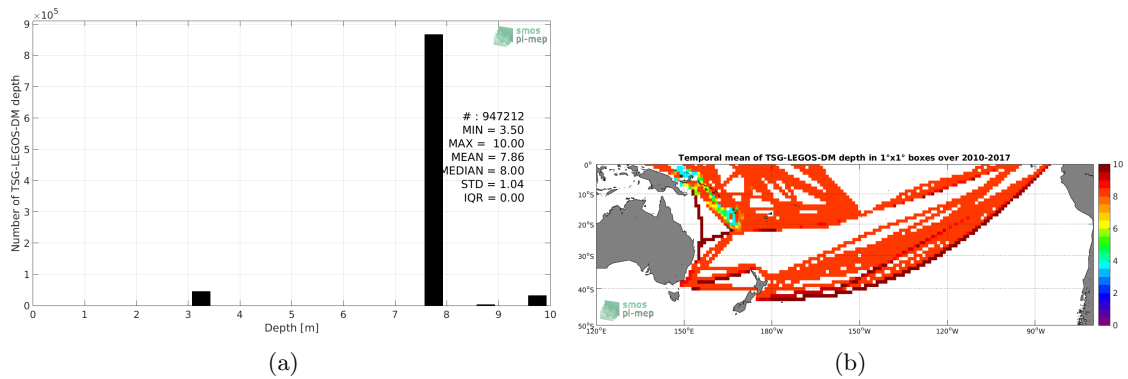 ×10⁵
9
8
7
6
5
4
3
2
1
0
Number of TSG-LEGOS-DM depth
smos
pi-mep
# : 947212
MIN = 3.50
MAX = 10.00
MEAN = 7.86
MEDIAN = 8.00
STD = 1.04
IQR = 0.00
0 1 2 3 4 5 6 7 8 9 10
Depth [m]
(a)
Temporal mean of TSG-LEGOS-DM depth in 1°x1° boxes over 2010-2017
0°
10°S
20°S
30°S
40°S
50°S
120°E 150°E 180°W 150°W 120°W 90°W
smos
pi-mep
10
8
6
4
2
0
(b)